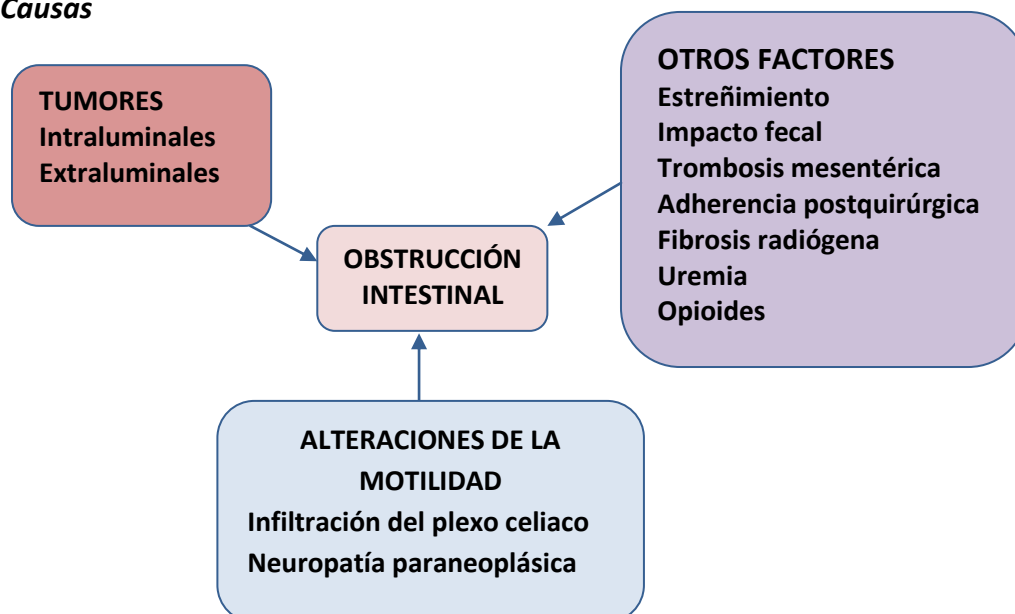 Causas
TUMORES
Intraluminales
Extraluminales
OTROS FACTORES
Estreñimiento
Impacto fecal
Trombosis mesentérica
Adherencia postquirúrgica
Fibrosis radiógena
Uremia
Opioides
OBSTRUCCIÓN
INTESTINAL
ALTERACIONES DE LA
MOTILIDAD
Infiltración del plexo celiaco
Neuropatía paraneoplásica